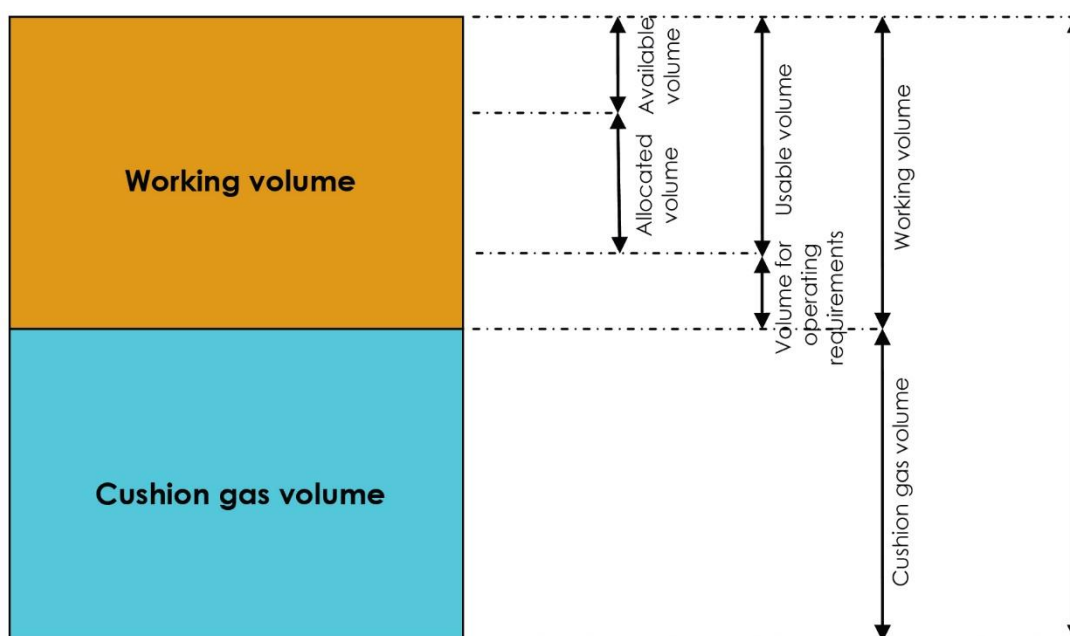 Working volume
Cushion gas volume
Available
volume
Allocated
volume
Usable volume
Volume for
operating
requirements
Working volume
Cushion gas volume